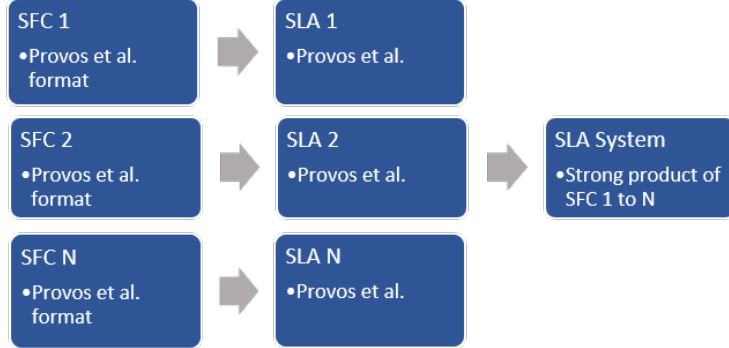 SFC 1
•Provos et al.
format
SLA 1
•Provos et al.
SFC 2
•Provos et al.
format
SLA 2
•Provos et al.
SLA System
•Strong product of
SFC 1 to N
SFC N
•Provos et al.
format
SLA N
•Provos et al.